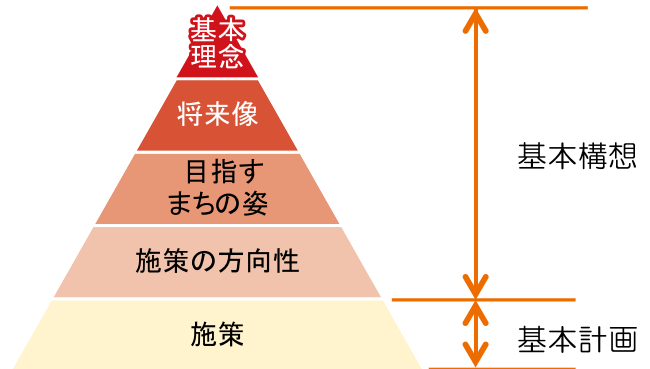 基本
理念
将来像
目指す
まちの姿
施策の方向性
施策
基本構想
基本計画